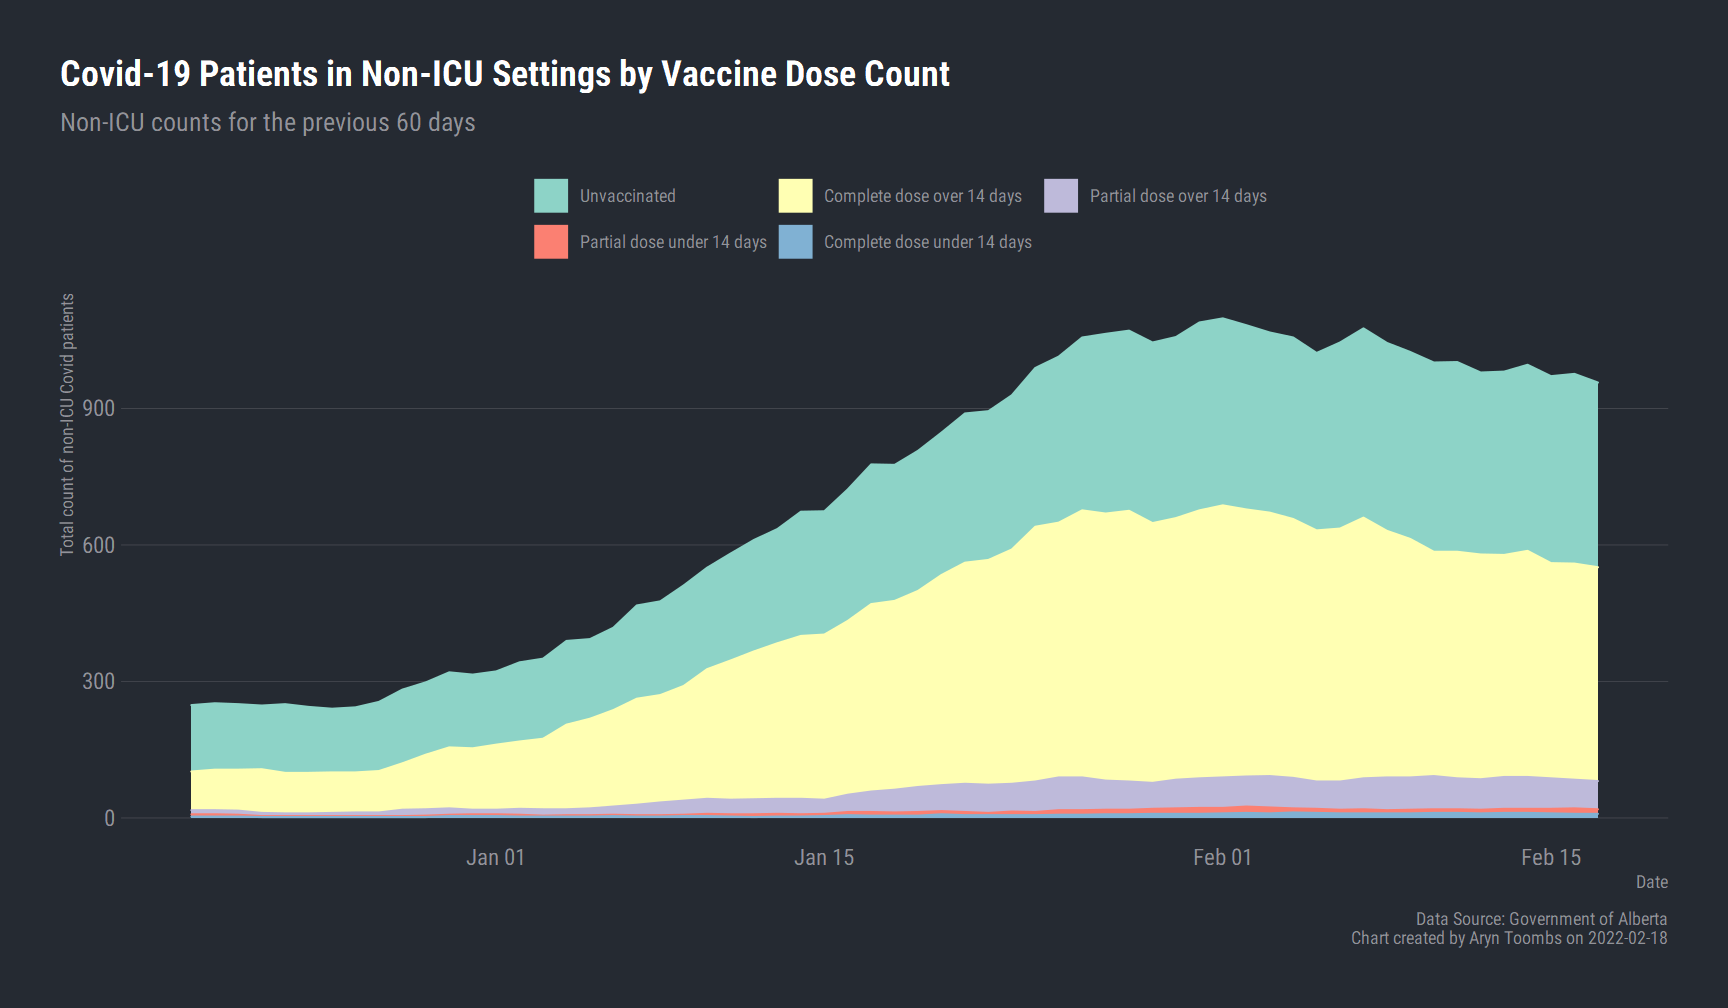 Covid-19 Patients in Non-ICU Settings by Vaccine Dose Count
Non-ICU counts for the previous 60 days
Unvaccinated
Complete dose over 14 days
Partial dose over 14 days
Partial dose under 14 days
Complete dose under 14 days
Total count of non-ICU Covid patients
900
600
300
0
Jan 01
Jan 15
Feb 01
Feb 15
Date
Data Source: Government of Alberta
Chart created by Aryn Toombs on 2022-02-18